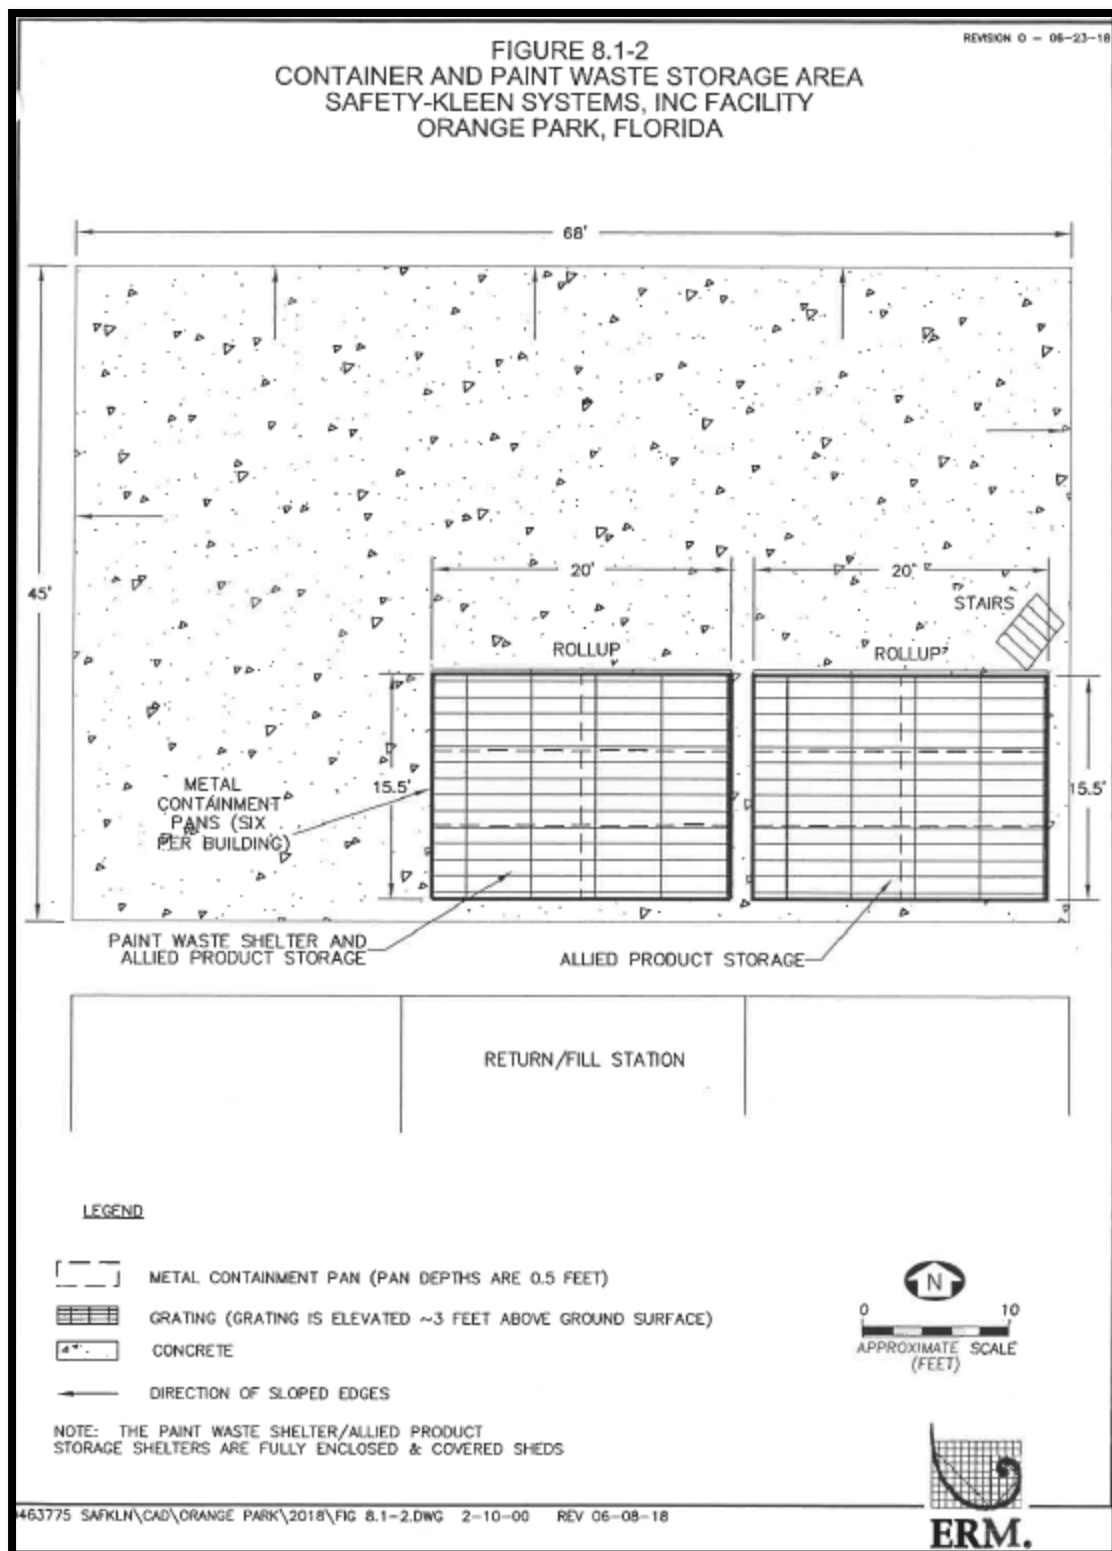 REVISION 0 - 06-23-18
FIGURE 8.1-2
CONTAINER AND PAINT WASTE STORAGE AREA
SAFETY-KLEEN SYSTEMS, INC FACILITY
ORANGE PARK, FLORIDA
68'
45'
20'
20'
STAIRS
ROLLUP
ROLLUP
15.5'
15.5'
METAL
CONTAINMENT
PANS (SIX
PER BUILDING)
PAINT WASTE SHELTER AND
ALLIED PRODUCT STORAGE
ALLIED PRODUCT STORAGE
RETURN/FILL STATION
LEGEND
METAL CONTAINMENT PAN (PAN DEPTHS ARE 0.5 FEET)
GRATING (GRATING IS ELEVATED ~3 FEET ABOVE GROUND SURFACE)
CONCRETE
DIRECTION OF SLOPED EDGES
NOTE: THE PAINT WASTE SHELTER/ALLIED PRODUCT
STORAGE SHELTERS ARE FULLY ENCLOSED & COVERED SHEDS
N
0 10
APPROXIMATE SCALE
(FEET)
463775 SAFKLN\CAD\ORANGE PARK\2018\FIG 8.1-2.DWG 2-10-00 REV 06-08-18
ERM.